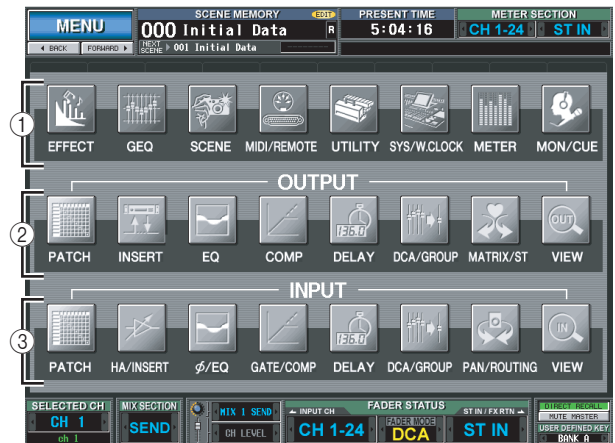 SCENE MEMORY EDIT PRESENT TIME METER SECTION
MENU 000 Initial Data R 5:04:16 CH 1-24 ST IN
BACK FORWARD NEXT SCENE 001 Initial Data
1
EFFECT GEQ SCENE MIDI/REMOTE UTILITY SYS/W.CLOCK METER MON/CUE
OUTPUT
2
136.0 OUT
PATCH INSERT EQ COMP DELAY DCA/GROUP MATRIX/ST VIEW
INPUT
3
136.0 IN
PATCH HA/INSERT ø/EQ GATE/COMP DELAY DCA/GROUP PAN/ROUTING VIEW
SELECTED CH MIX SECTION MIX 1 SEND INPUT CH FADER STATUS ST IN / FX RTN DIRECT RECALL
CH 1 SEND CH LEVEL CH 1-24 FADER MODE DCA ST IN MUTE MASTER
ch 1 USER DEFINED KEY
BANK A